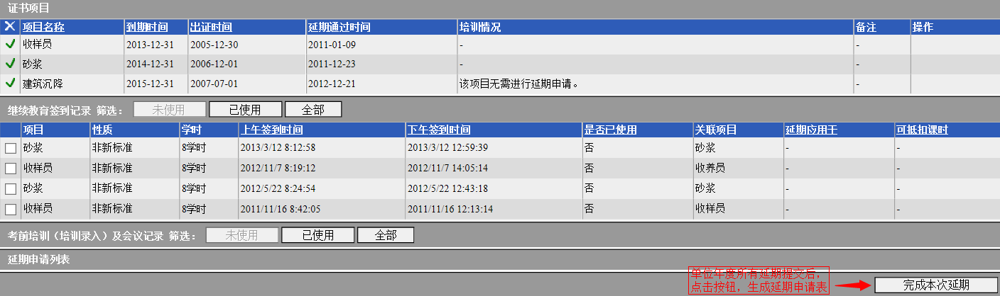 证书项目
项目名称 到期时间 出证时间 延期通过时间 培训情况 备注 操作
收样员 2013-12-31 2005-12-30 2011-01-09 - -
砂浆 2014-12-31 2006-12-01 2011-12-23 - -
建筑沉降 2015-12-31 2007-07-01 2012-12-21 该项目无需进行延期申请。 -
继续教育签到记录 筛选： 未使用 已使用 全部
项目 性质 学时 上午签到时间 下午签到时间 是否已使用 关联项目 延期应用于 可抵扣课时
砂浆 非新标准 8学时 2013/3/12 8:12:58 2013/3/12 12:59:39 否 砂浆 - -
收样员 非新标准 8学时 2012/11/7 8:19:12 2012/11/7 14:05:14 否 收养员 - -
砂浆 非新标准 8学时 2012/5/22 8:24:54 2012/5/22 12:43:18 否 砂浆 - -
收样员 非新标准 8学时 2011/11/16 8:42:05 2011/11/16 12:13:14 否 收样员 - -
考前培训（培训录入）及会议记录 筛选： 未使用 已使用 全部
延期申请列表
单位年度所有延期提交后，
点击按钮，生成延期申请表
完成本次延期